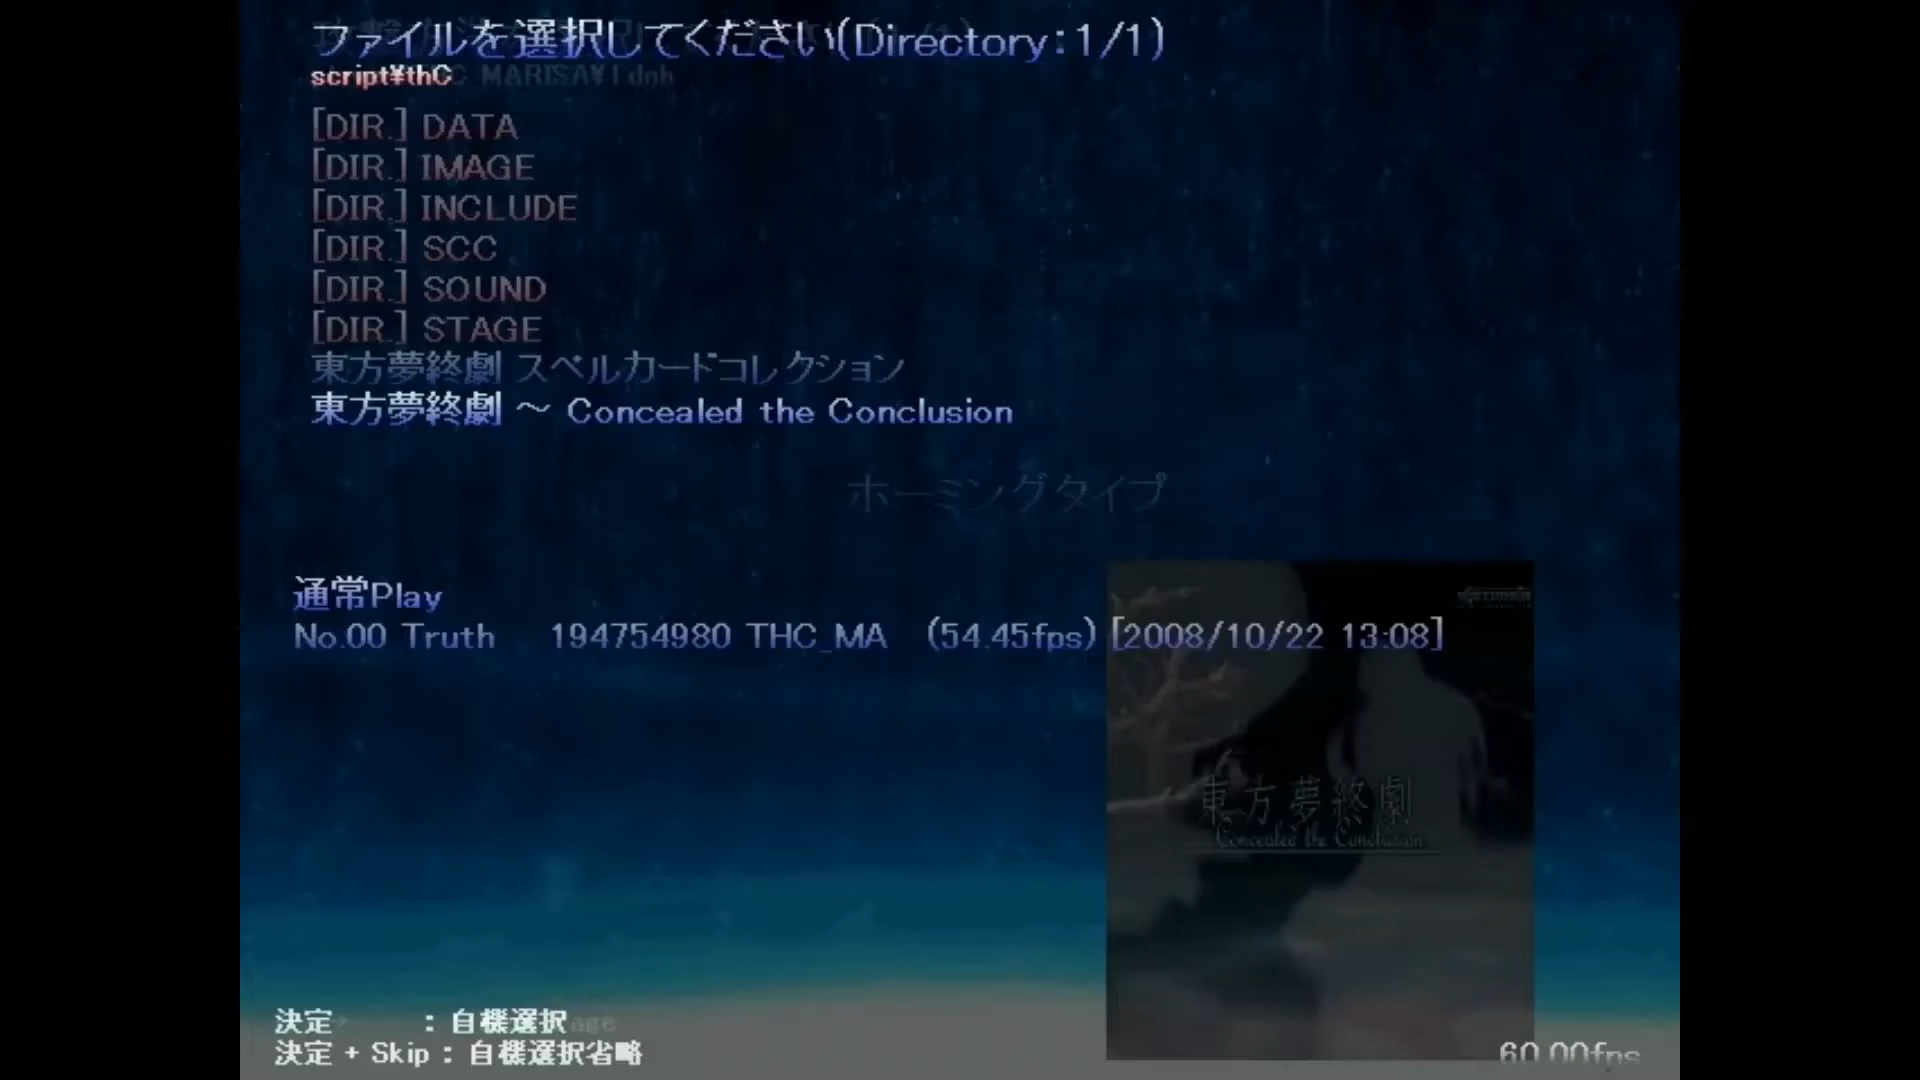 ファイルを選択してください(Directory:1/1)
script¥thC
[DIR.] DATA
[DIR.] IMAGE
[DIR.] INCLUDE
[DIR.] SCC
[DIR.] SOUND
[DIR.] STAGE
東方夢終劇 スペルカードコレクション
東方夢終劇 ～ Concealed the Conclusion
ホーミングタイプ
通常Play
No.00 Truth 194754980 THC_MA (54.45fps) [2008/10/22 13:08]
東方夢終劇
Concealed the Conclusion
決定 : 自機選択
決定 + Skip : 自機選択省略
60.00fps